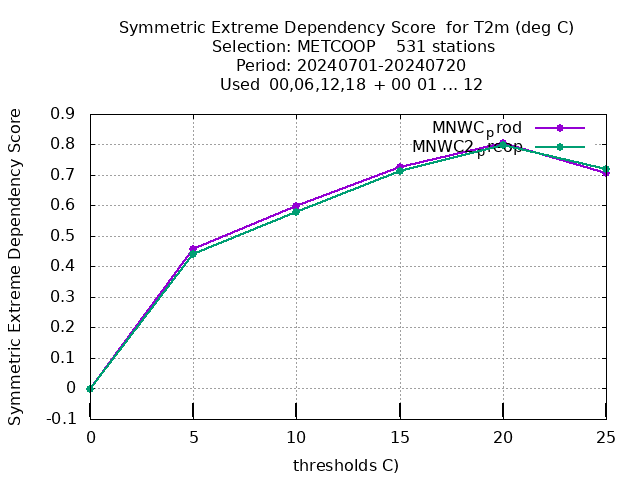 Symmetric Extreme Dependency Score for T2m (deg C)
Selection: METCOOP 531 stations
Period: 20240701-20240720
Used 00,06,12,18 + 00 01 ... 12
Symmetric Extreme Dependency Score
0.9
0.8
0.7
0.6
0.5
0.4
0.3
0.2
0.1
0
-0.1
MNWCprod
MNWC2preop
0 5 10 15 20 25
thresholds C)